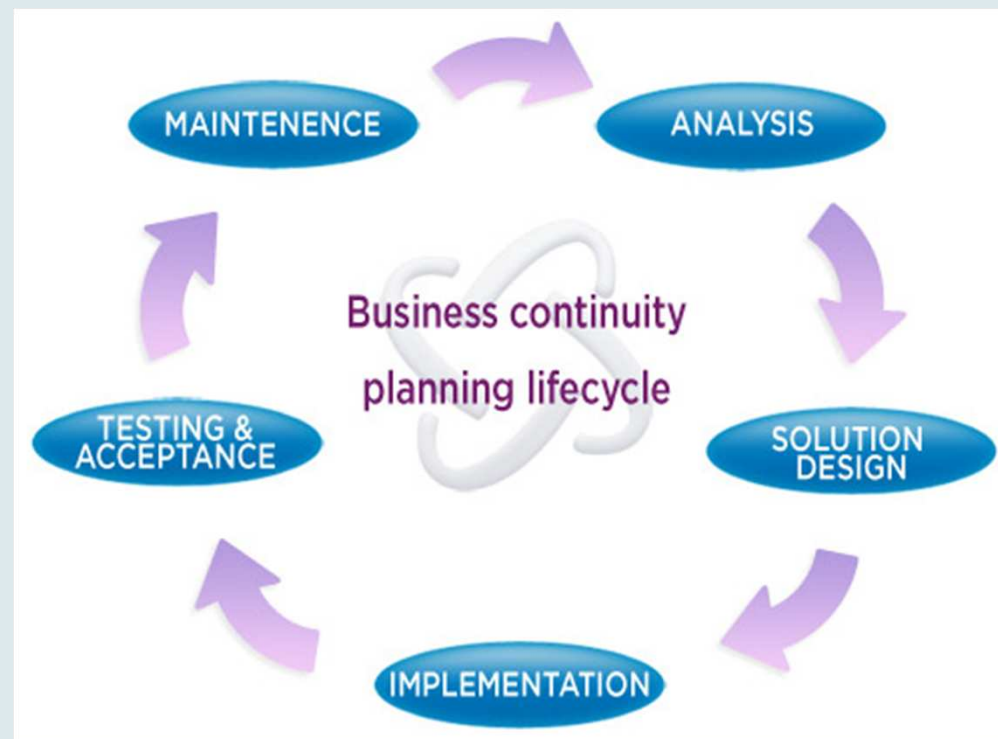 MAINTENENCE
ANALYSIS
Business continuity
planning lifecycle
TESTING &
ACCEPTANCE
SOLUTION
DESIGN
IMPLEMENTATION